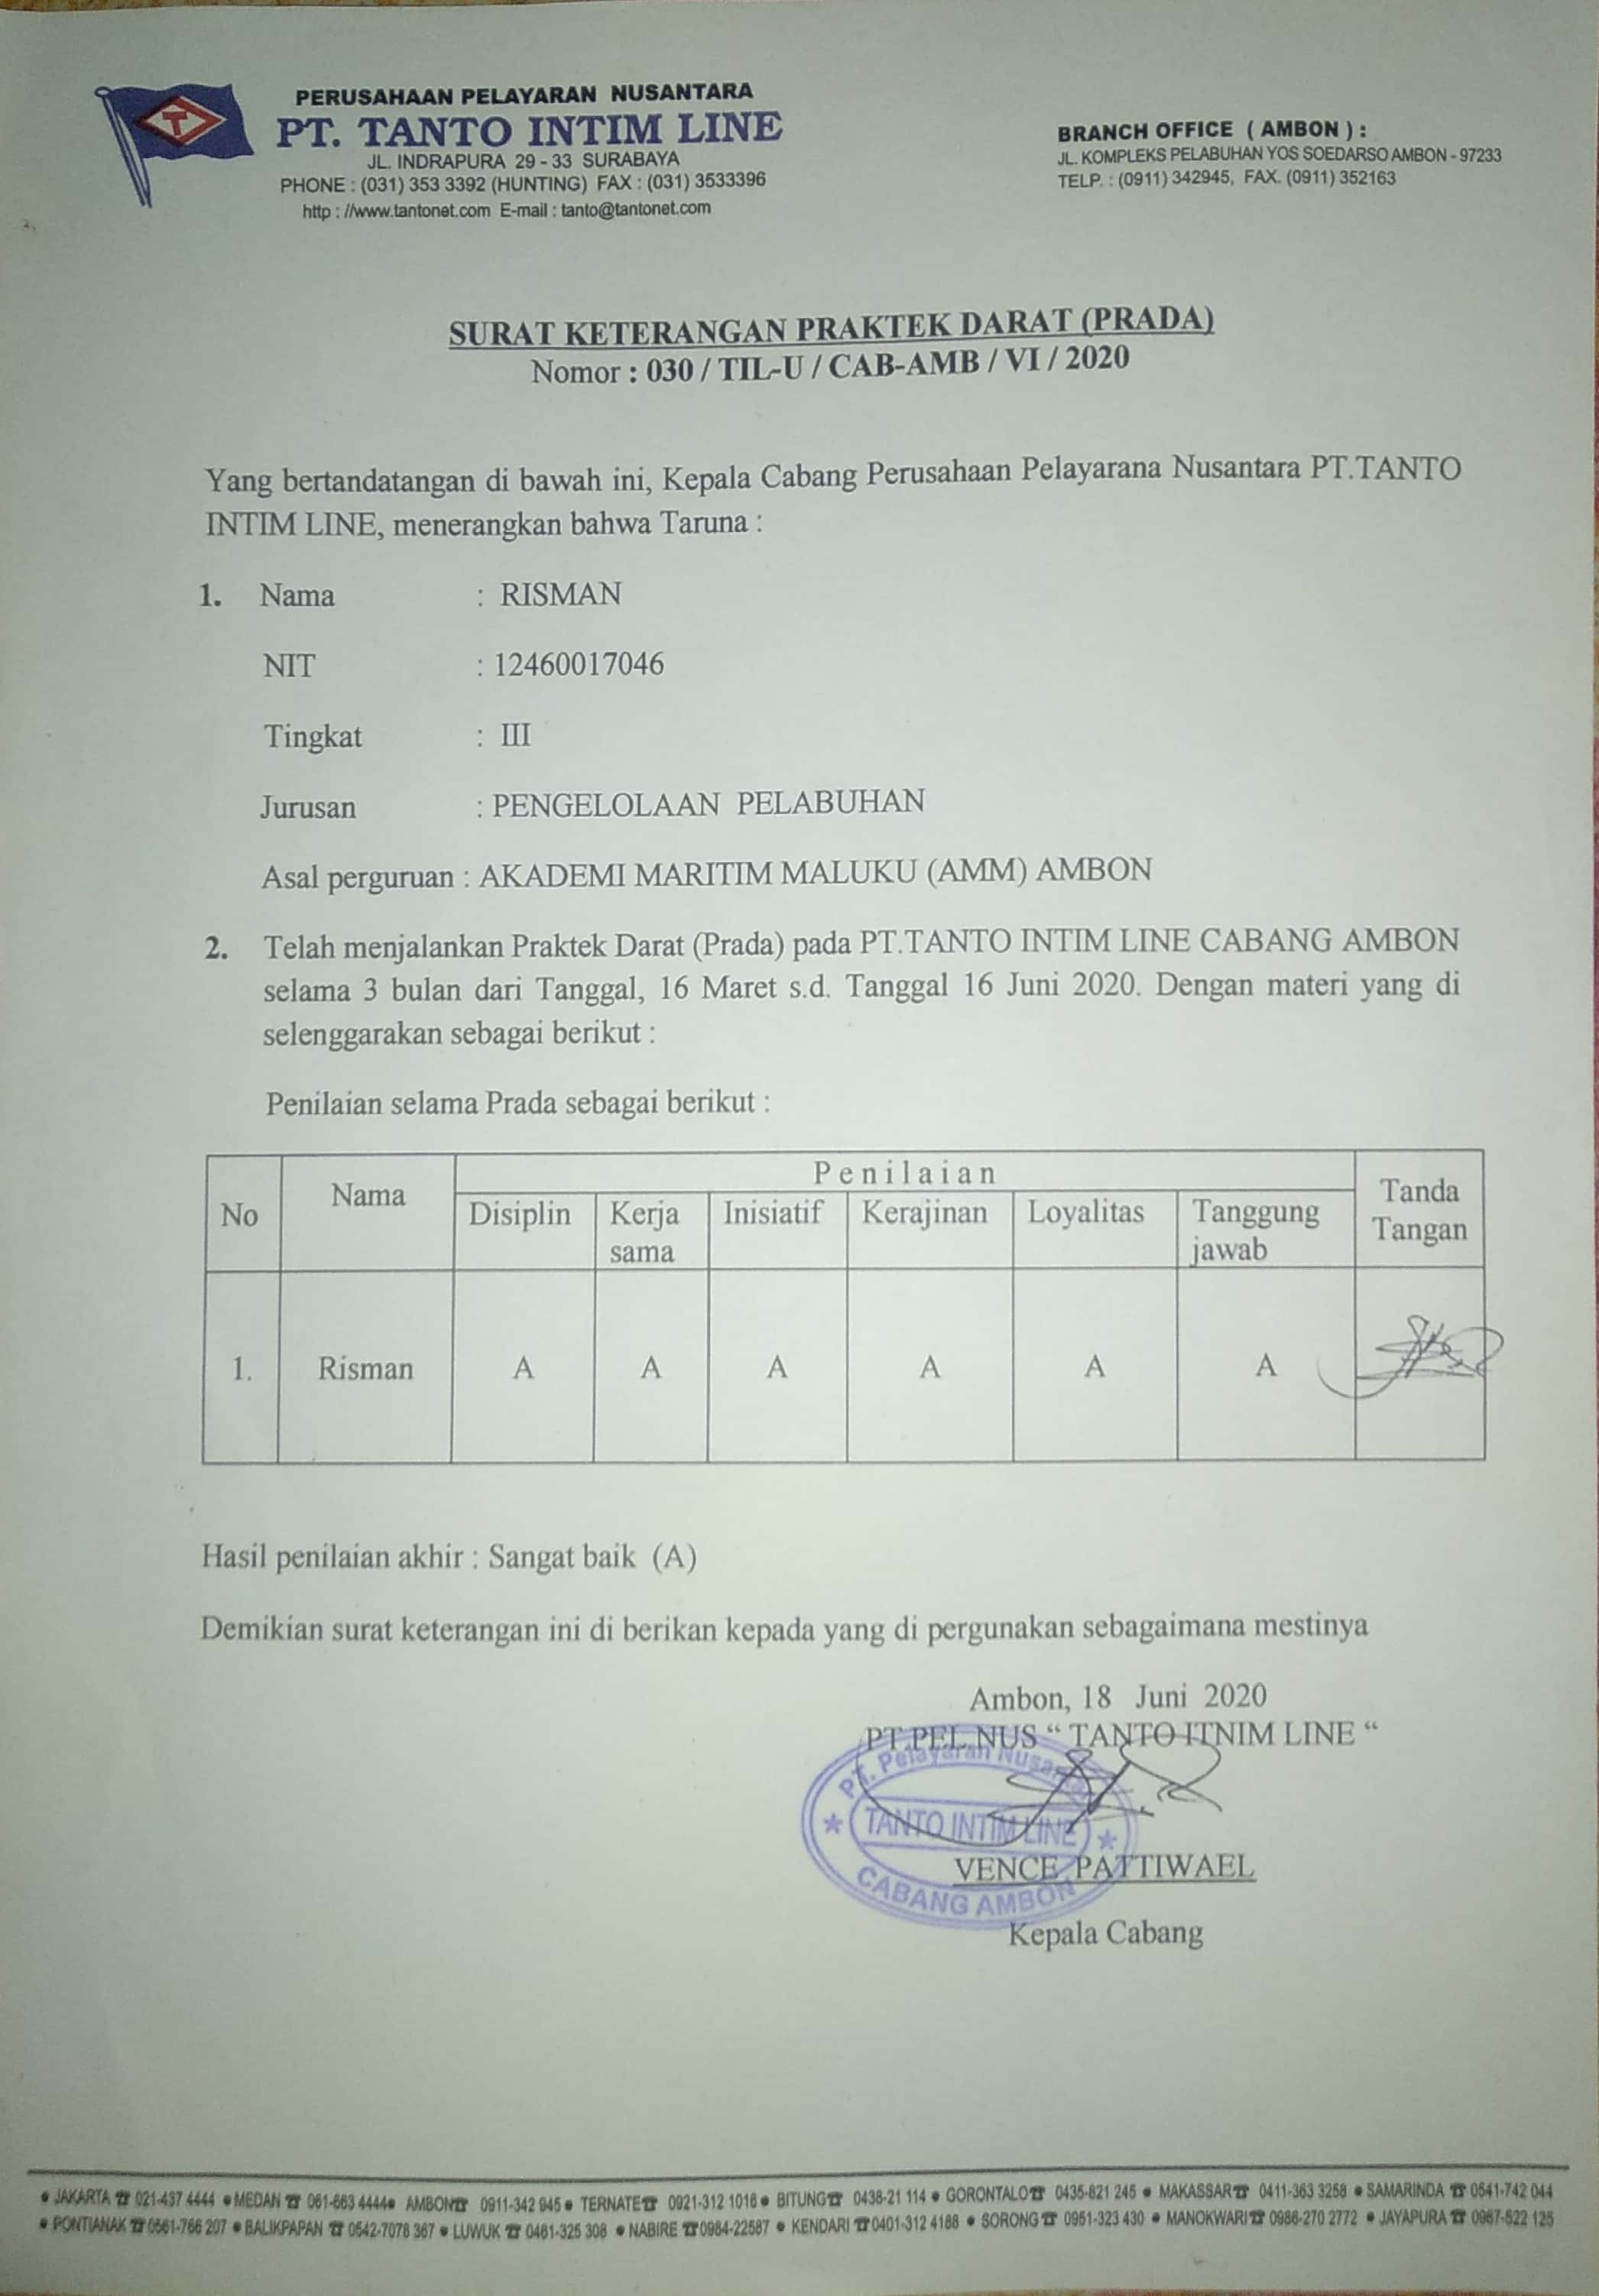 PERUSAHAAN PELAYARAN NUSANTARA
PT. TANTO INTIM LINE
JL. INDRAPURA 29 - 33 SURABAYA
PHONE : (031) 353 3392 (HUNTING) FAX : (031) 3533396
http : //www.tantonet.com E-mail : tanto@tantonet.com
T
BRANCH OFFICE ( AMBON ) :
JL. KOMPLEKS PELABUHAN YOS SOEDARSO AMBON - 97233
TELP. : (0911) 342945, FAX. (0911) 352163
SURAT KETERANGAN PRAKTEK DARAT (PRADA)
Nomor : 030 / TIL-U / CAB-AMB / VI / 2020
Yang bertandatangan di bawah ini, Kepala Cabang Perusahaan Pelayarana Nusantara PT.TANTO
INTIM LINE, menerangkan bahwa Taruna :
1. Nama : RISMAN
NIT : 12460017046
Tingkat : III
Jurusan : PENGELOLAAN PELABUHAN
Asal perguruan : AKADEMI MARITIM MALUKU (AMM) AMBON
2. Telah menjalankan Praktek Darat (Prada) pada PT.TANTO INTIM LINE CABANG AMBON
selama 3 bulan dari Tanggal, 16 Maret s.d. Tanggal 16 Juni 2020. Dengan materi yang di
selenggarakan sebagai berikut :
Penilaian selama Prada sebagai berikut :
No Nama Penilaian Tanda Tangan
Disiplin Kerja sama Inisiatif Kerajinan Loyalitas Tanggung jawab
1. Risman A A A A A A
Hasil penilaian akhir : Sangat baik (A)
Demikian surat keterangan ini di berikan kepada yang di pergunakan sebagaimana mestinya
Ambon, 18 Juni 2020
PT.PEL.NUS “ TANTO ITNIM LINE “
PT. Pelayaran Nusantara
TANTO INTIM LINE
CABANG AMBON
VENCE PATTIWAEL
Kepala Cabang
• JAKARTA ☎ 021-437 4444 • MEDAN ☎ 061-663 4444 • AMBON ☎ 0911-342 945 • TERNATE ☎ 0921-312 1016 • BITUNG ☎ 0438-21 114 • GORONTALO ☎ 0435-821 245 • MAKASSAR ☎ 0411-363 3258 • SAMARINDA ☎ 0541-742 044
• PONTIANAK ☎ 0561-766 207 • BALIKPAPAN ☎ 0542-7078 367 • LUWUK ☎ 0461-325 308 • NABIRE ☎ 0984-22587 • KENDARI ☎ 0401-312 4188 • SORONG ☎ 0951-323 430 • MANOKWARI ☎ 0986-270 2772 • JAYAPURA ☎ 0967-522 125